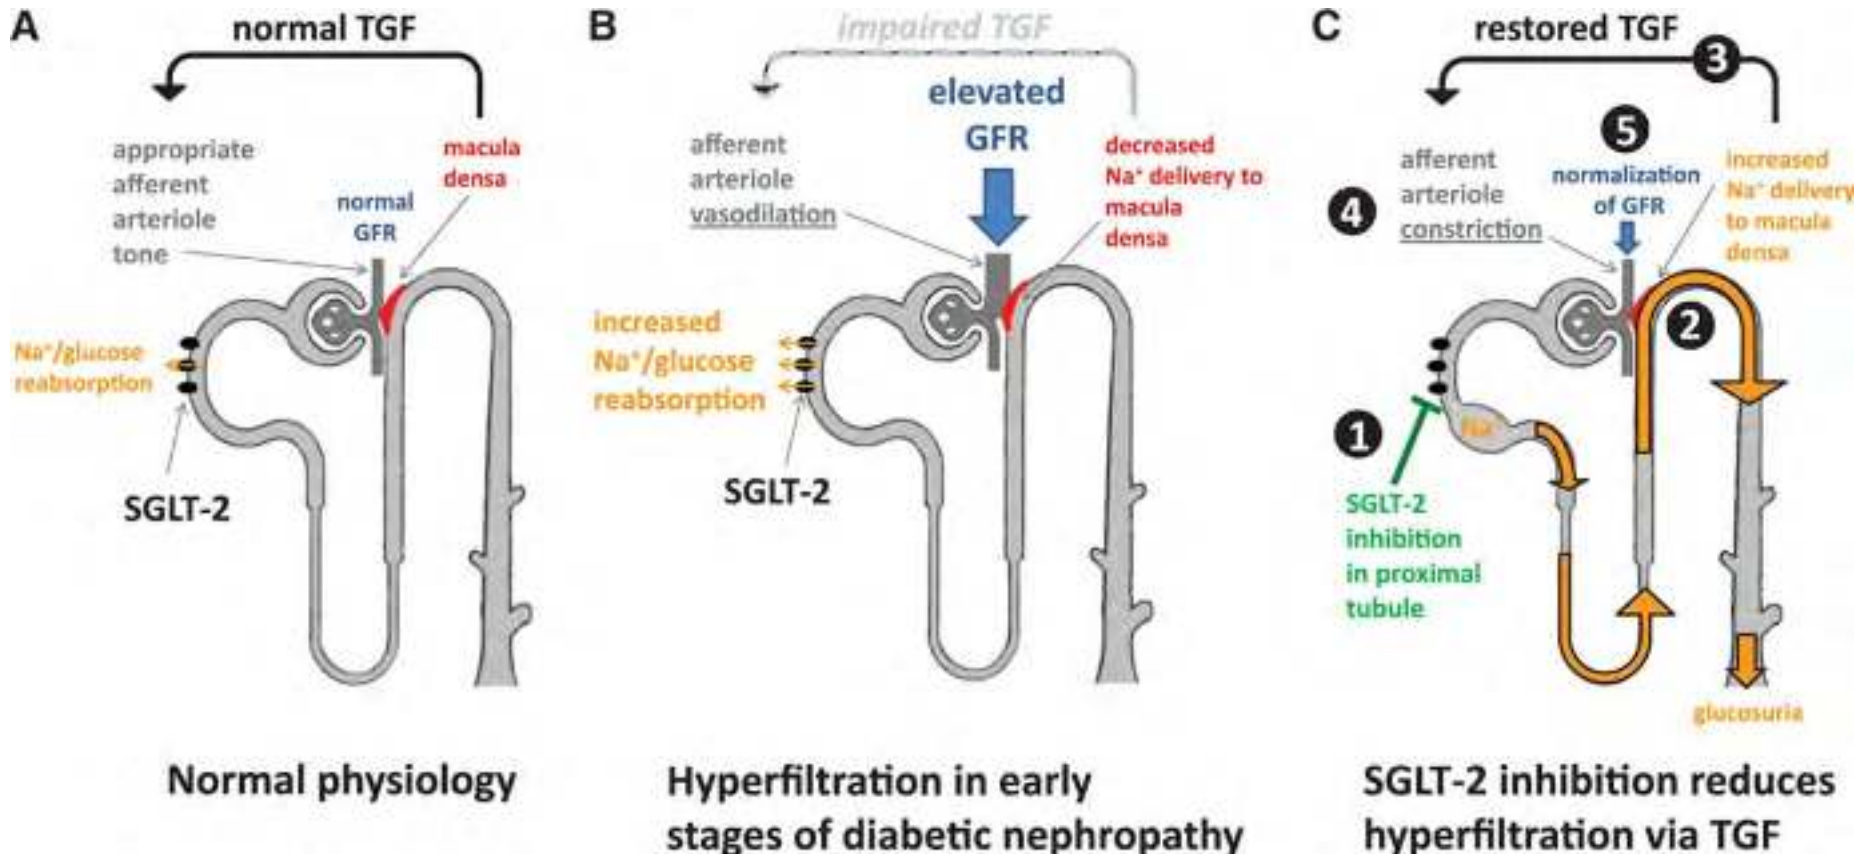 A
normal TGF
appropriate
afferent
arteriole
tone
normal
GFR
macula
densa
Na⁺/glucose
reabsorption
SGLT-2
Normal physiology
B
impaired TGF
elevated
GFR
afferent
arteriole
vasodilation
decreased
Na⁺ delivery to
macula
densa
increased
Na⁺/glucose
reabsorption
SGLT-2
Hyperfiltration in early
stages of diabetic nephropathy
C
restored TGF
3
5
afferent
arteriole
constriction
4
normalization
of GFR
increased
Na⁺ delivery
to macula
densa
2
1
Na⁺
SGLT-2
inhibition
in proximal
tubule
glucosuria
SGLT-2 inhibition reduces
hyperfiltration via TGF